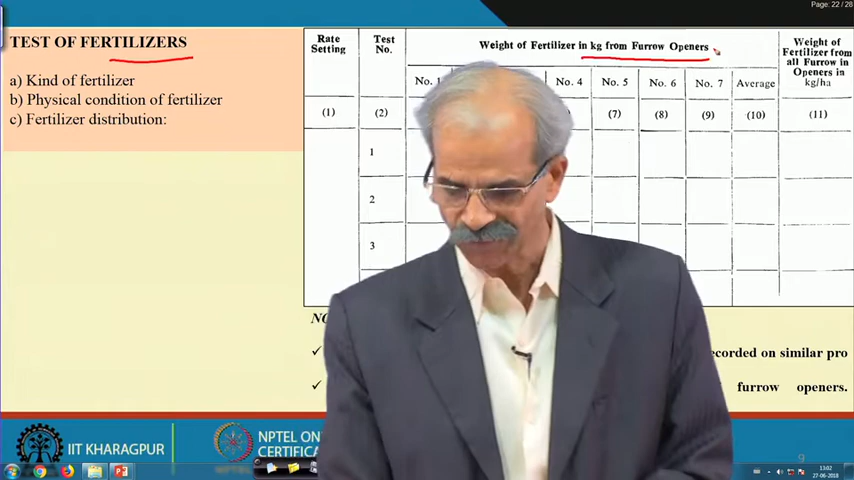 Page: 22 / 28
TEST OF FERTILIZERS
a) Kind of fertilizer
b) Physical condition of fertilizer
c) Fertilizer distribution:
Rate
Setting
Test
No.
Weight of Fertilizer in kg from Furrow Openers
Weight of
Fertilizer from
all Furrow in
Openers in
kg/ha
No. 1
No. 4
No. 5
No. 6
No. 7
Average
(1)
(2)
(7)
(8)
(9)
(10)
(11)
1
2
3
ecorded on similar pro
furrow openers.
IIT KHARAGPUR
NPTEL ON
CERTIFICA
9
13:02
27-06-2018